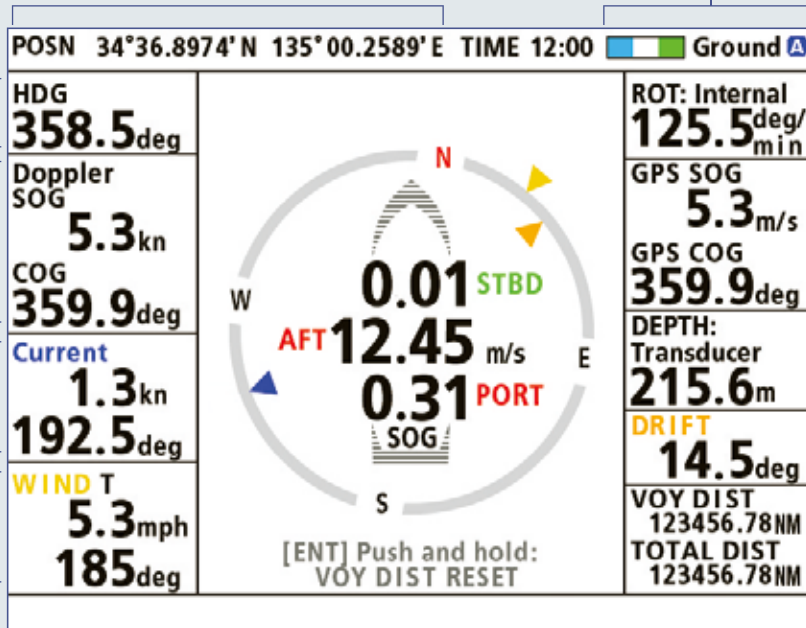 POSN 34°36.8974'N 135°00.2589'E TIME 12:00 Ground A
HDG
358.5deg
Doppler
SOG
5.3kn
COG
359.9deg
Current
1.3kn
192.5deg
WIND T
5.3mph
185deg
N
W
E
S
0.01 STBD
AFT 12.45 m/s
0.31 PORT
SOG
[ENT] Push and hold:
VOY DIST RESET
ROT: Internal
125.5deg/
min
GPS SOG
5.3m/s
GPS COG
359.9deg
DEPTH:
Transducer
215.6m
DRIFT
14.5deg
VOY DIST
123456.78NM
TOTAL DIST
123456.78NM